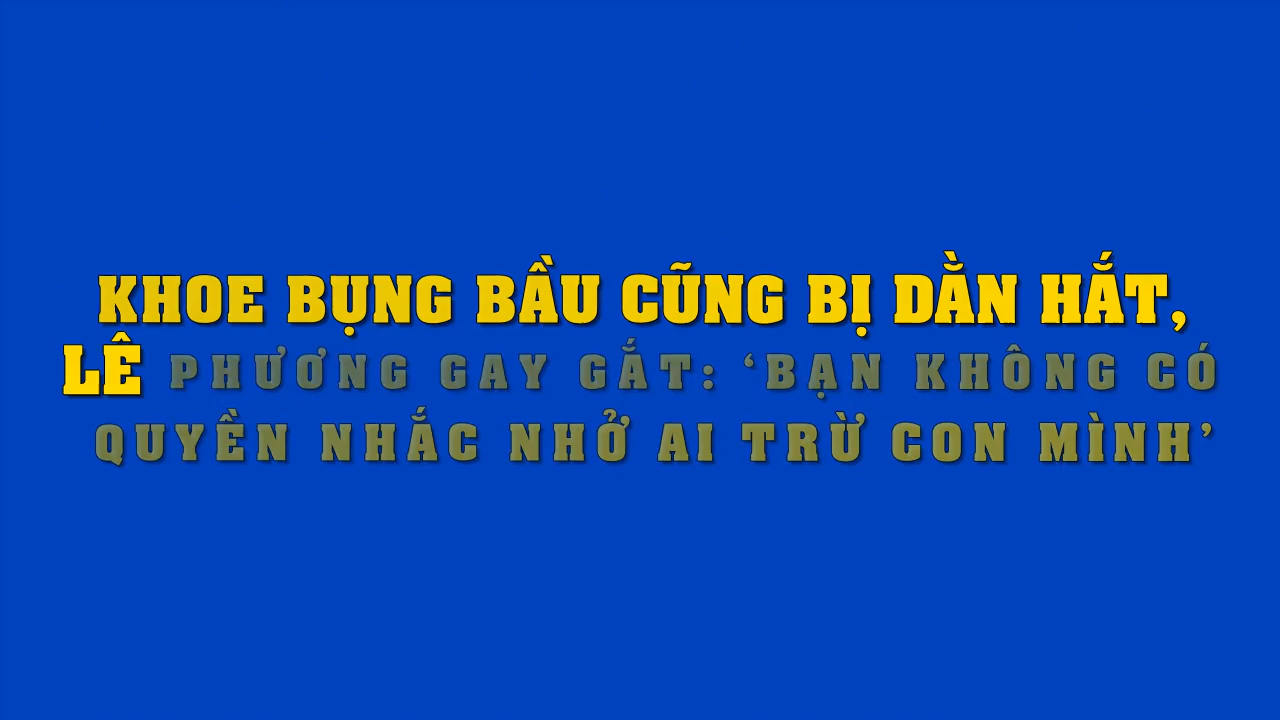 KHOE BỤNG BẦU CŨNG BỊ DẰN HẮT,
LÊ PHƯƠNG GAY GẮT: ‘BẠN KHÔNG CÓ
QUYỀN NHẮC NHỞ AI TRỪ CON MÌNH’